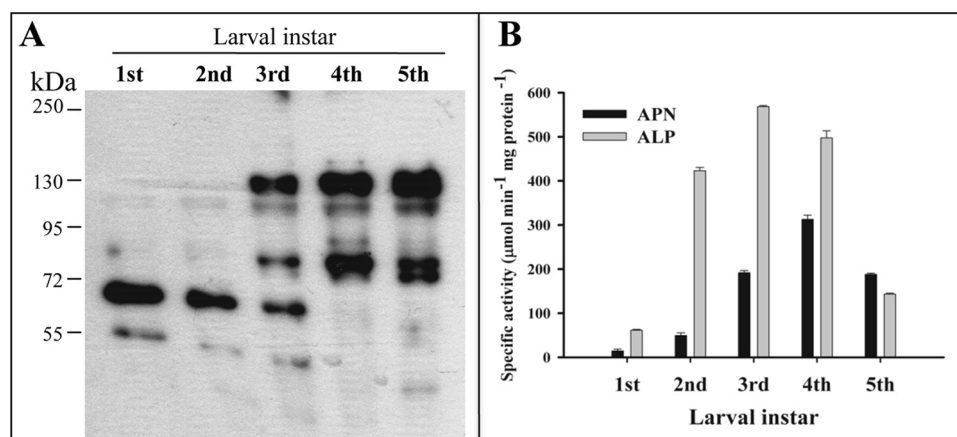 A
Larval instar
kDa
1st 2nd 3rd 4th 5th
250
130
95
72
55
B
Specific activity (μmol min⁻¹ mg protein ⁻¹)
600
500
400
300
200
100
0
APN
ALP
1st 2nd 3rd 4th 5th
Larval instar